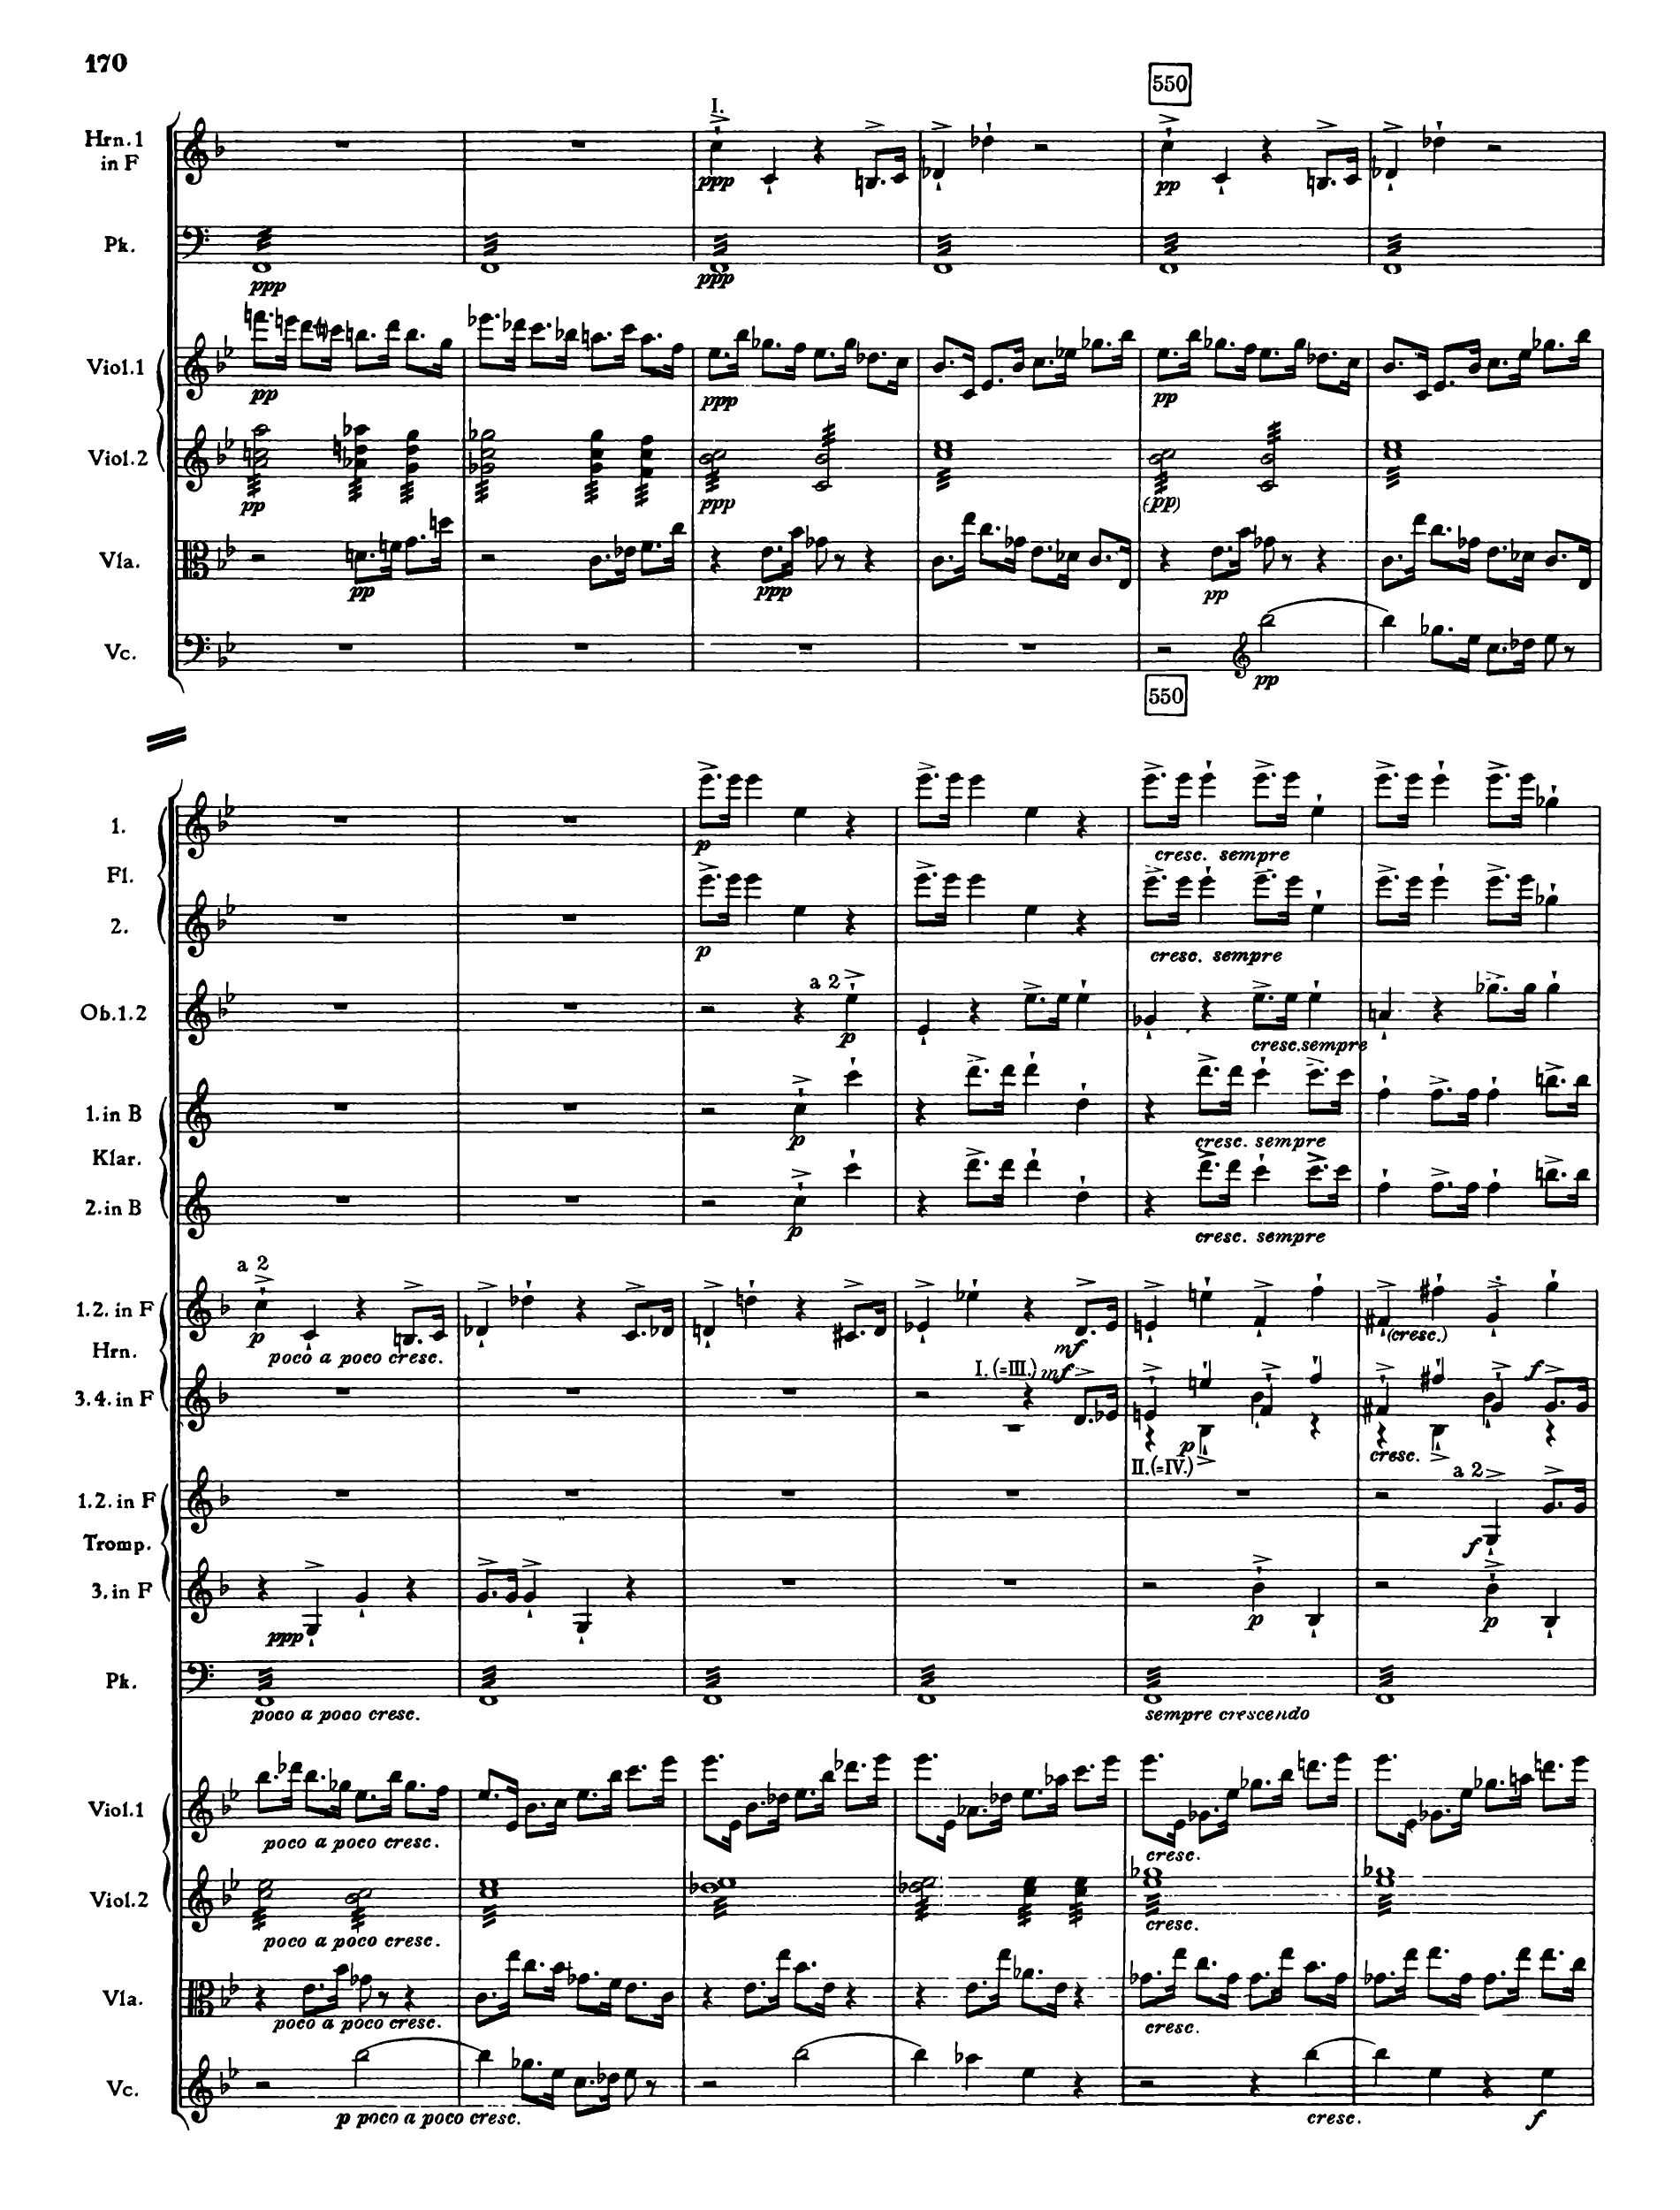 170
550
I.
Hrn. 1
in F
ppp
pp
Pk.
ppp
ppp
Viol.1
pp
ppp
pp
Viol.2
pp
ppp
(pp)
Vla.
pp
ppp
pp
Vc.
pp
550
1.
p
cresc. sempre
Fl.
2.
p
cresc. sempre
a 2
Ob.1.2
p
cresc.sempre
1. in B
p
cresc. sempre
Klar.
2. in B
p
cresc. sempre
a 2
1.2. in F
p
poco a poco cresc.
mf
(cresc.)
Hrn.
I. (=III.) mf
f
3.4. in F
p
cresc.
II.(=IV.)
a 2
1.2. in F
f
Tromp.
3. in F
ppp
p
p
Pk.
poco a poco cresc.
sempre crescendo
Viol.1
poco a poco cresc.
cresc.
Viol.2
poco a poco cresc.
cresc.
Vla.
poco a poco cresc.
cresc.
Vc.
p poco a poco cresc.
cresc.
f